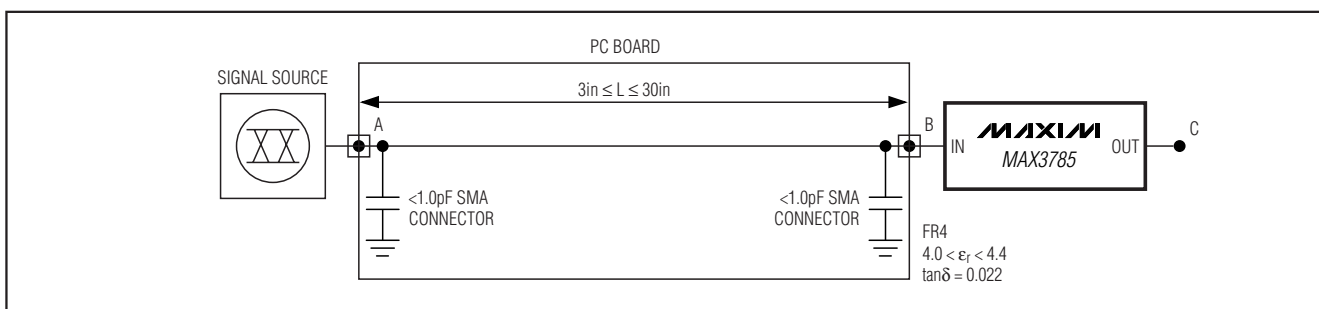 PC BOARD
SIGNAL SOURCE
3in ≤ L ≤ 30in
A
B
C
IN
MAXIM
MAX3785
OUT
<1.0pF SMA
CONNECTOR
<1.0pF SMA
CONNECTOR
FR4
4.0 < εr < 4.4
tanδ = 0.022